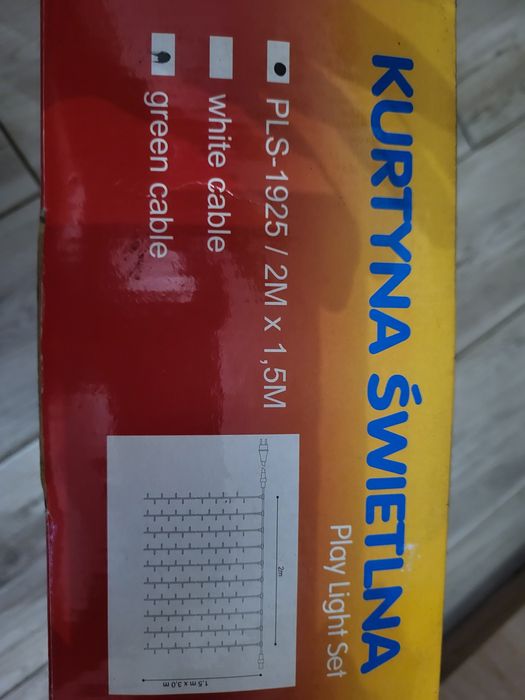 KURTYNA ŚWIETLNA
Play Light Set
PLS-1925 / 2M x 1,5M
white cable
green cable
2m
1.5m x 3.0m